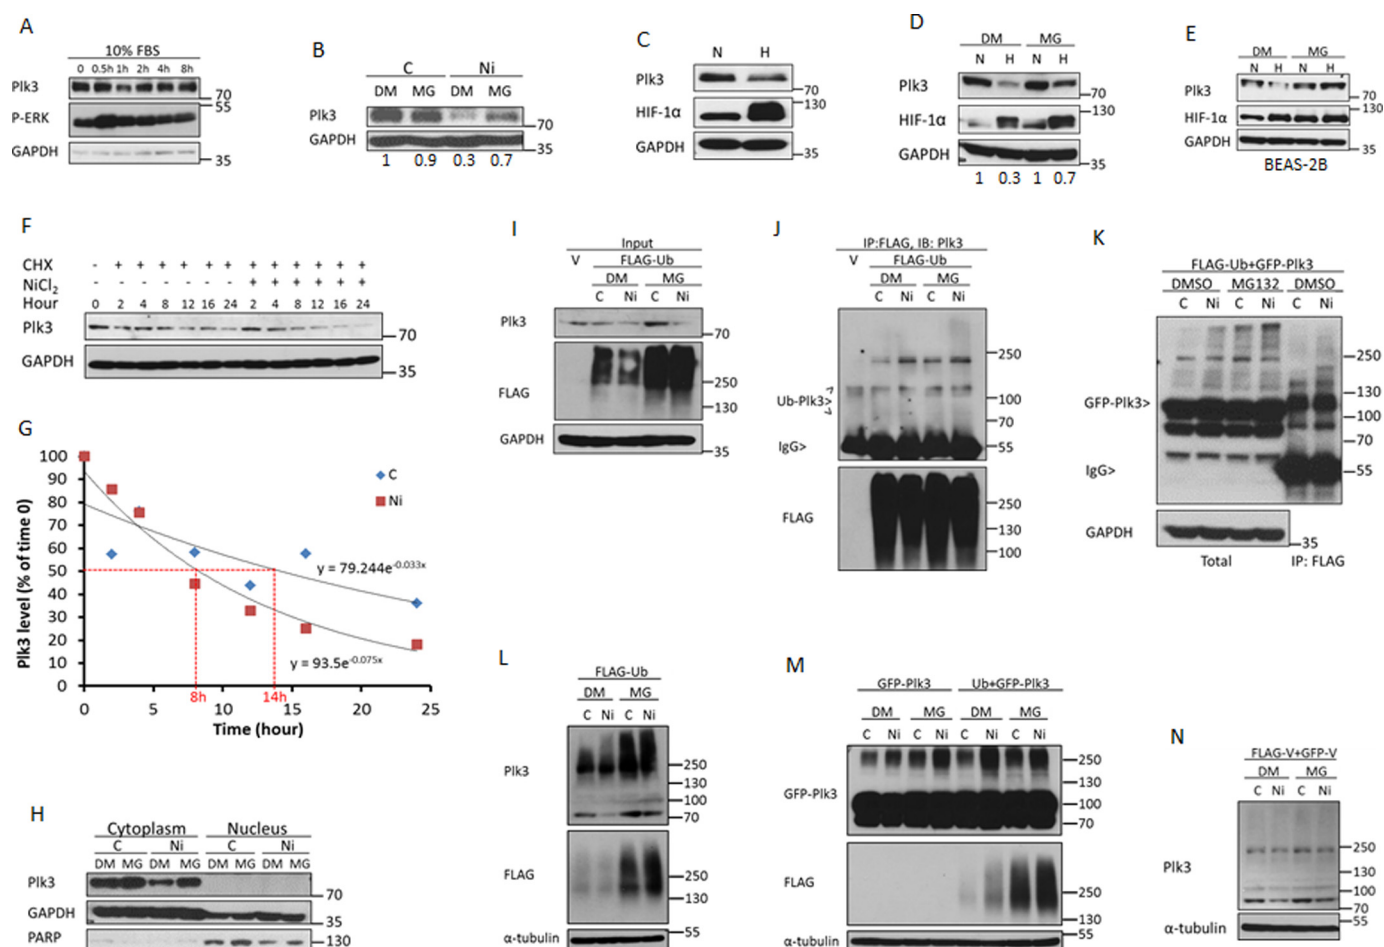 A
10% FBS
0 0.5h 1h 2h 4h 8h
Plk3
70
55
P-ERK
GAPDH
35
B
C Ni
DM MG DM MG
Plk3
70
GAPDH
35
1 0.9 0.3 0.7
C
N H
Plk3
70
130
HIF-1α
GAPDH
35
D
DM MG
N H N H
Plk3
70
130
HIF-1α
GAPDH
35
1 0.3 1 0.7
E
DM MG
N H N H
Plk3
70
130
HIF-1α
GAPDH
35
BEAS-2B
F
CHX - + + + + + + + + + + + +
NiCl2 - - - - - - - + + + + + +
Hour 0 2 4 8 12 16 24 2 4 8 12 16 24
Plk3
70
GAPDH
35
G
Plk3 level (% of time 0)
100
90
80
70
60
50
40
30
20
10
0
C
Ni
y = 79.244e-0.033x
y = 93.5e-0.075x
8h 14h
0 5 10 15 20 25
Time (hour)
H
Cytoplasm Nucleus
C Ni C Ni
DM MG DM MG DM MG DM MG
Plk3
70
GAPDH
35
PARP
130
I
Input
V FLAG-Ub
DM MG
C Ni C Ni
Plk3
70
FLAG
250
130
GAPDH
35
J
IP:FLAG, IB: Plk3
V FLAG-Ub
DM MG
C Ni C Ni
250
Ub-Plk3>
100
70
IgG>
55
FLAG
250
130
100
K
FLAG-Ub+GFP-Plk3
DMSO MG132 DMSO
C Ni C Ni C Ni
250
130
GFP-Plk3>
100
70
IgG>
55
GAPDH
35
Total IP: FLAG
L
FLAG-Ub
DM MG
C Ni C Ni
Plk3
250
130
100
70
FLAG
250
130
α-tubulin
55
M
GFP-Plk3 Ub+GFP-Plk3
DM MG DM MG
C Ni C Ni C Ni C Ni
250
130
GFP-Plk3
100
70
FLAG
250
130
α-tubulin
55
N
FLAG-V+GFP-V
DM MG
C Ni C Ni
250
Plk3
130
100
70
α-tubulin
55